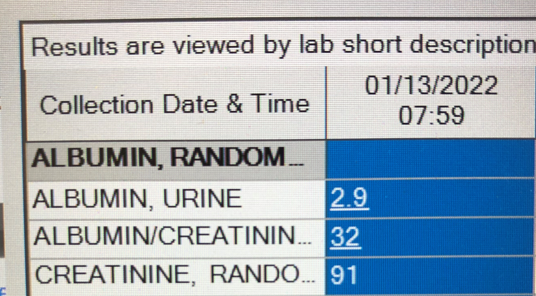 Results are viewed by lab short description
Collection Date & Time 01/13/2022
07:59
ALBUMIN, RANDOM...
ALBUMIN, URINE 2.9
ALBUMIN/CREATININ... 32
CREATININE, RANDO... 91